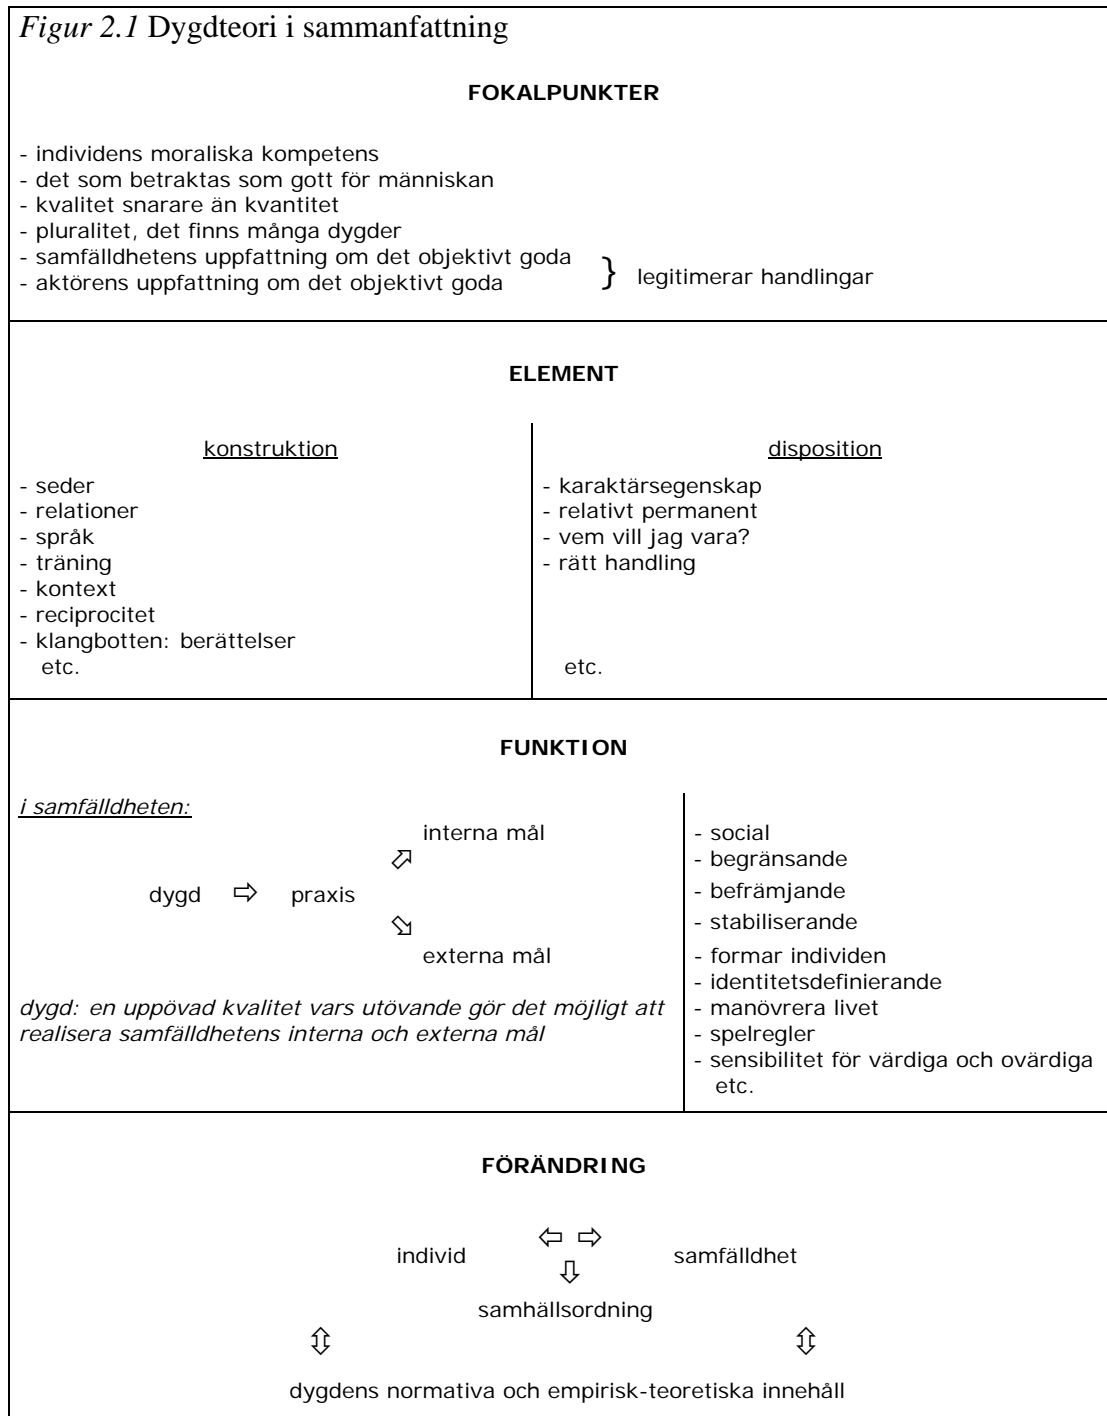 Figur 2.1 Dygdteori i sammanfattning
FOKALPUNKTER
- individens moraliska kompetens
- det som betraktas som gott för människan
- kvalitet snarare än kvantitet
- pluralitet, det finns många dygder
- samfälldhetens uppfattning om det objektivt goda
- aktörens uppfattning om det objektivt goda
} legitimerar handlingar
ELEMENT
konstruktion
- seder
- relationer
- språk
- träning
- kontext
- reciprocitet
- klangbotten: berättelser
etc.
disposition
- karaktärsegenskap
- relativt permanent
- vem vill jag vara?
- rätt handling
etc.
FUNKTION
i samfälldheten:
interna mål
⬀
dygd ⇨ praxis
⬂
externa mål
dygd: en uppövad kvalitet vars utövande gör det möjligt att
realisera samfälldhetens interna och externa mål
- social
- begränsande
- befrämjande
- stabiliserande
- formar individen
- identitetsdefinierande
- manövrera livet
- spelregler
- sensibilitet för värdiga och ovärdiga
etc.
FÖRÄNDRING
⇦ ⇨
individ ⇩ samfälldhet
samhällsordning
⇳ ⇳
dygdens normativa och empirisk-teoretiska innehåll